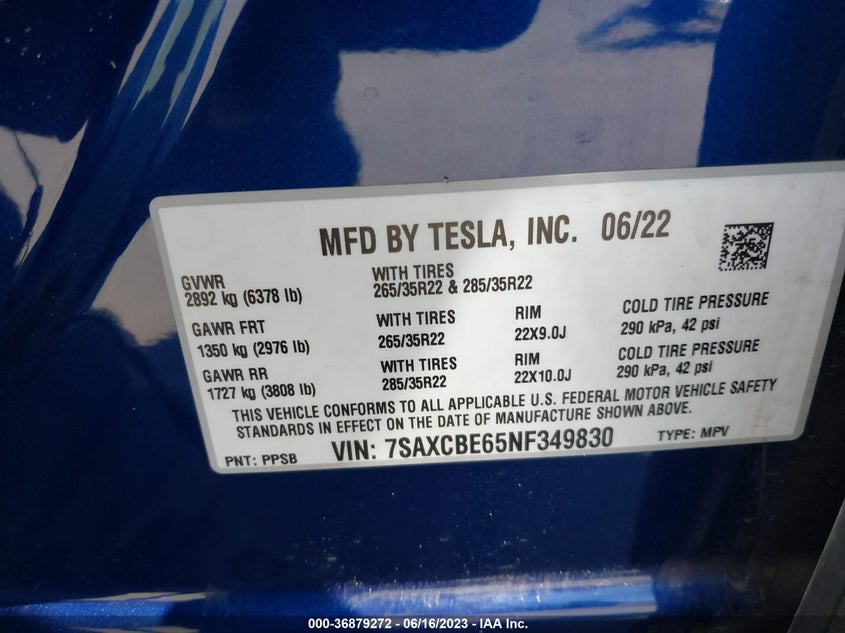 MFD BY TESLA, INC. 06/22
GVWR
2892 kg (6378 lb)
WITH TIRES
265/35R22 & 285/35R22
GAWR FRT
1350 kg (2976 lb)
WITH TIRES
265/35R22
RIM
22X9.0J
COLD TIRE PRESSURE
290 kPa, 42 psi
GAWR RR
1727 kg (3808 lb)
WITH TIRES
285/35R22
RIM
22X10.0J
COLD TIRE PRESSURE
290 kPa, 42 psi
THIS VEHICLE CONFORMS TO ALL APPLICABLE U.S. FEDERAL MOTOR VEHICLE SAFETY
STANDARDS IN EFFECT ON THE DATE OF MANUFACTURE SHOWN ABOVE.
PNT: PPSB VIN: 7SAXCBE65NF349830 TYPE: MPV
000-36879272 - 06/16/2023 - IAA Inc.